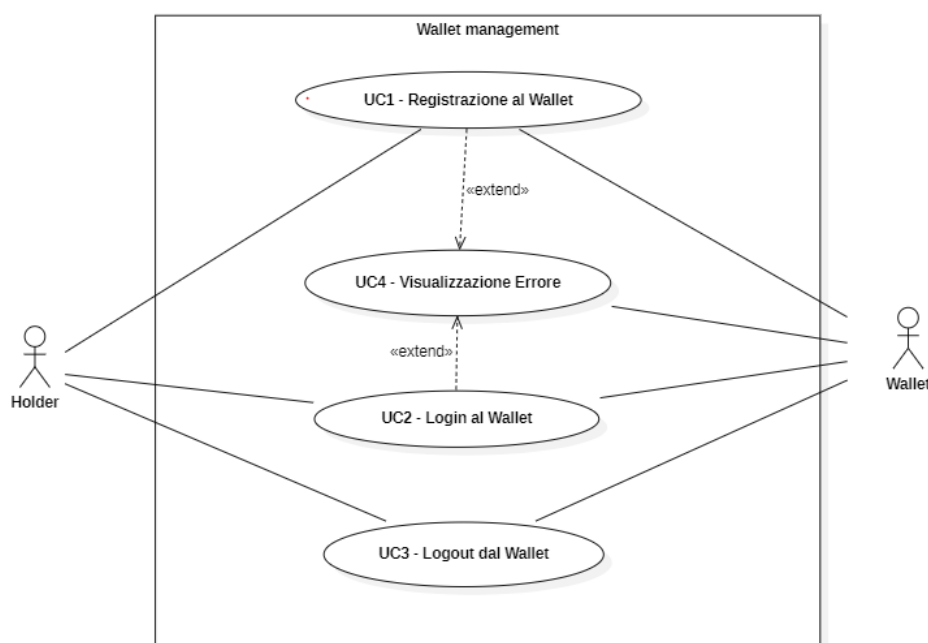 Wallet management
UC1 - Registrazione al Wallet
«extend»
UC4 - Visualizzazione Errore
«extend»
Holder
Wallet
UC2 - Login al Wallet
UC3 - Logout dal Wallet